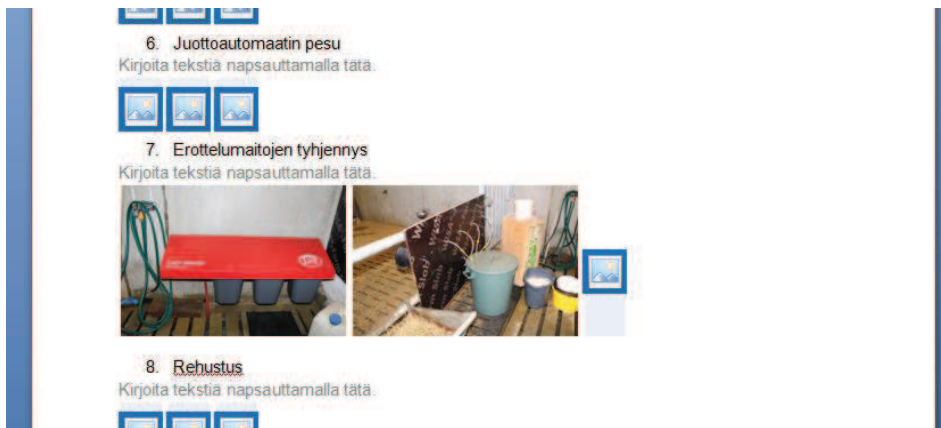 6. Juottoautomaatin pesu
Kirjoita tekstiä napsauttamalla tätä.
7. Erottelumaitojen tyhjennys
Kirjoita tekstiä napsauttamalla tätä.
8. Rehustus
Kirjoita tekstiä napsauttamalla tätä.